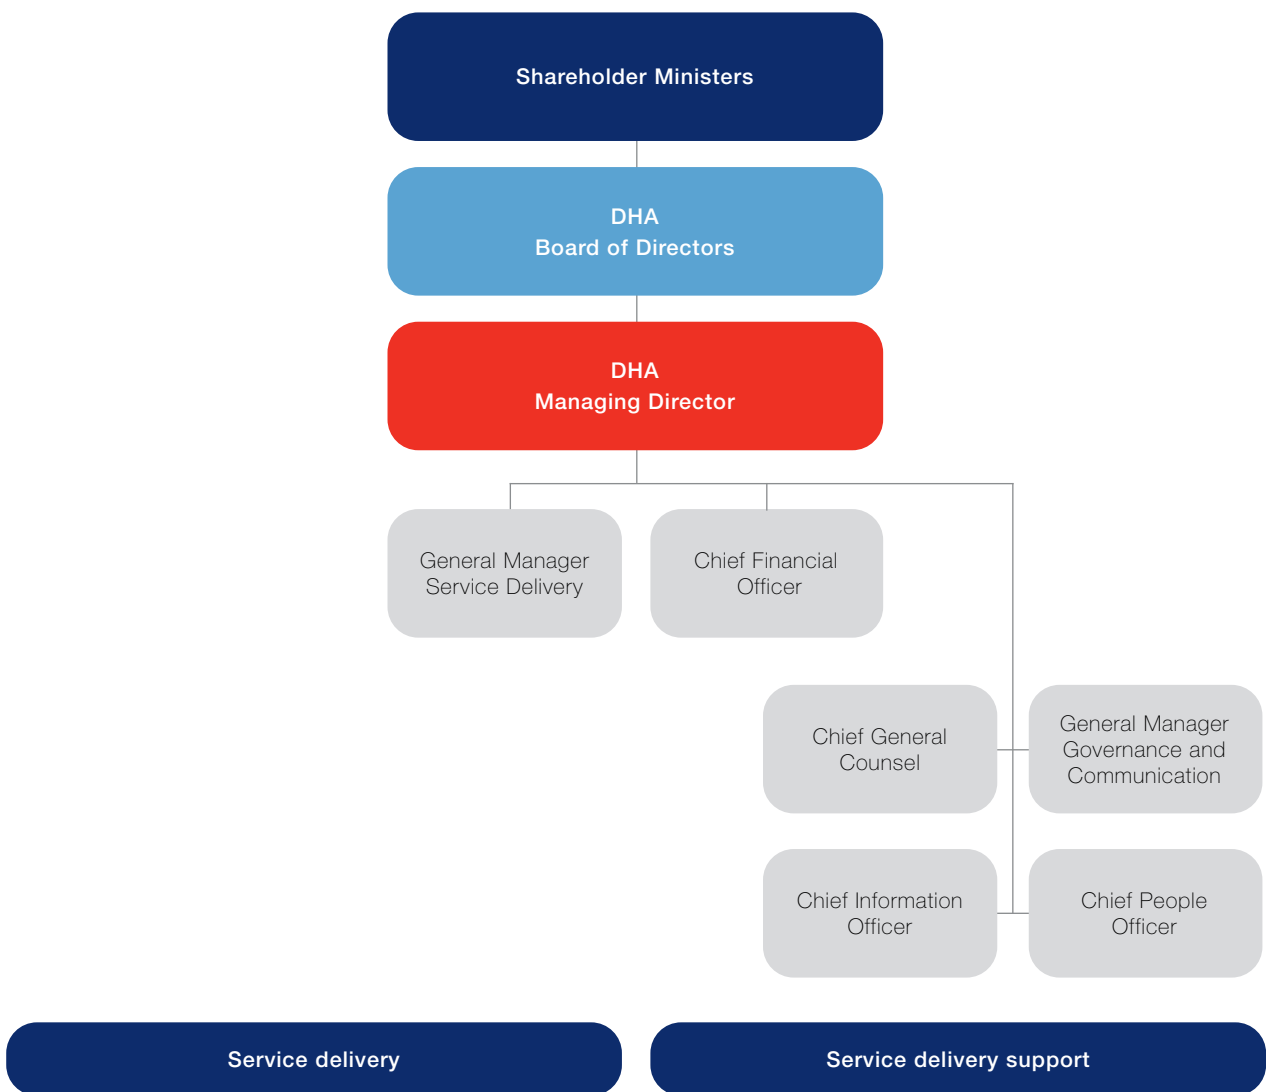 Shareholder Ministers
DHA
Board of Directors
DHA
Managing Director
General Manager
Service Delivery
Chief Financial
Officer
Chief General
Counsel
General Manager
Governance and
Communication
Chief Information
Officer
Chief People
Officer
Service delivery
Service delivery support